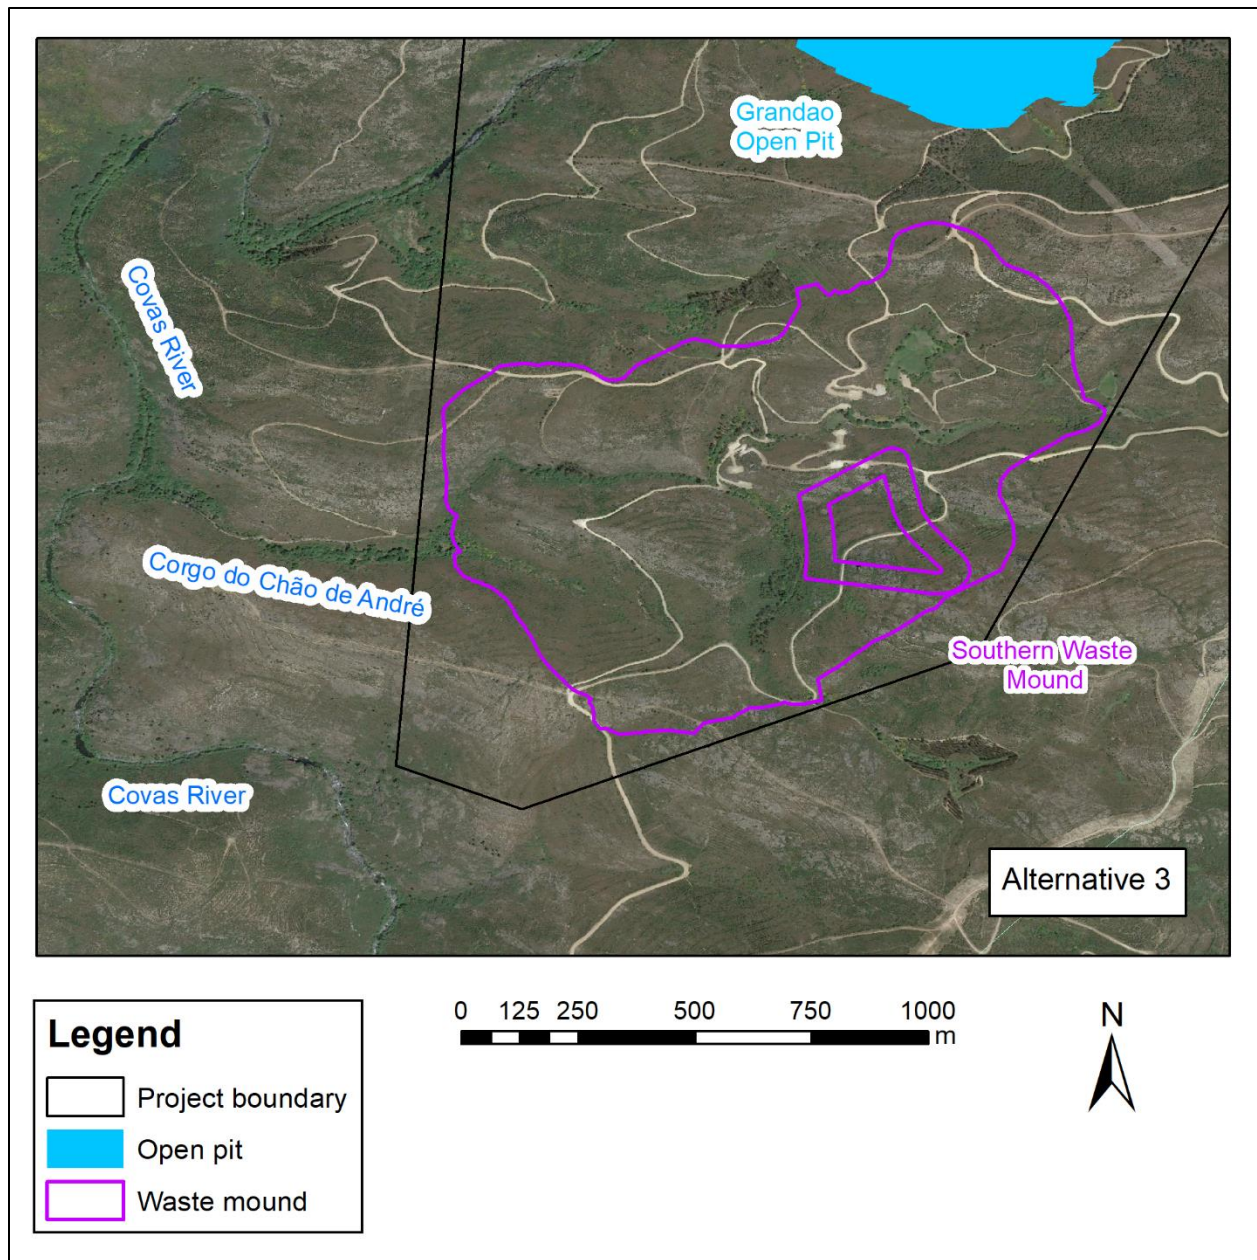 Grandao
Open Pit
Covas River
Corgo do Chão de André
Southern Waste
Mound
Covas River
Alternative 3
Legend
Project boundary
Open pit
Waste mound
0 125 250 500 750 1000
m
N